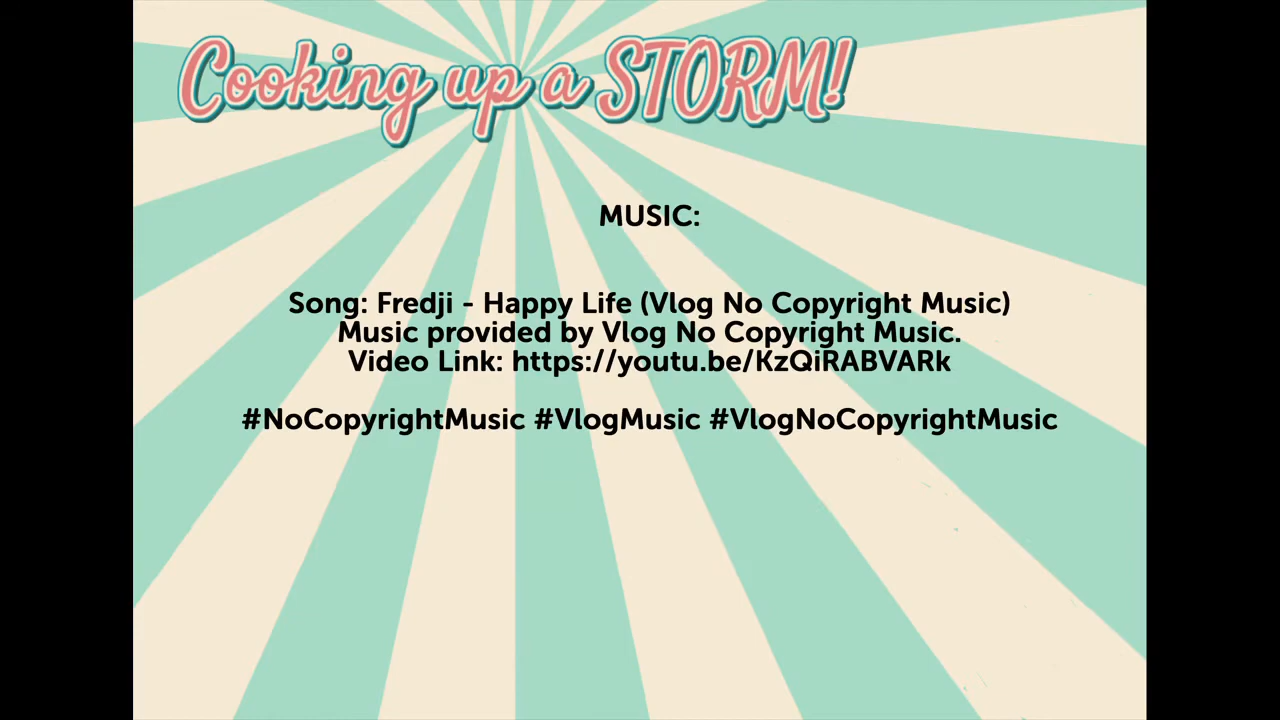 Cooking up a STORM!
MUSIC:
Song: Fredji - Happy Life (Vlog No Copyright Music)
Music provided by Vlog No Copyright Music.
Video Link: https://youtu.be/KzQiRABVARk
#NoCopyrightMusic #VlogMusic #VlogNoCopyrightMusic